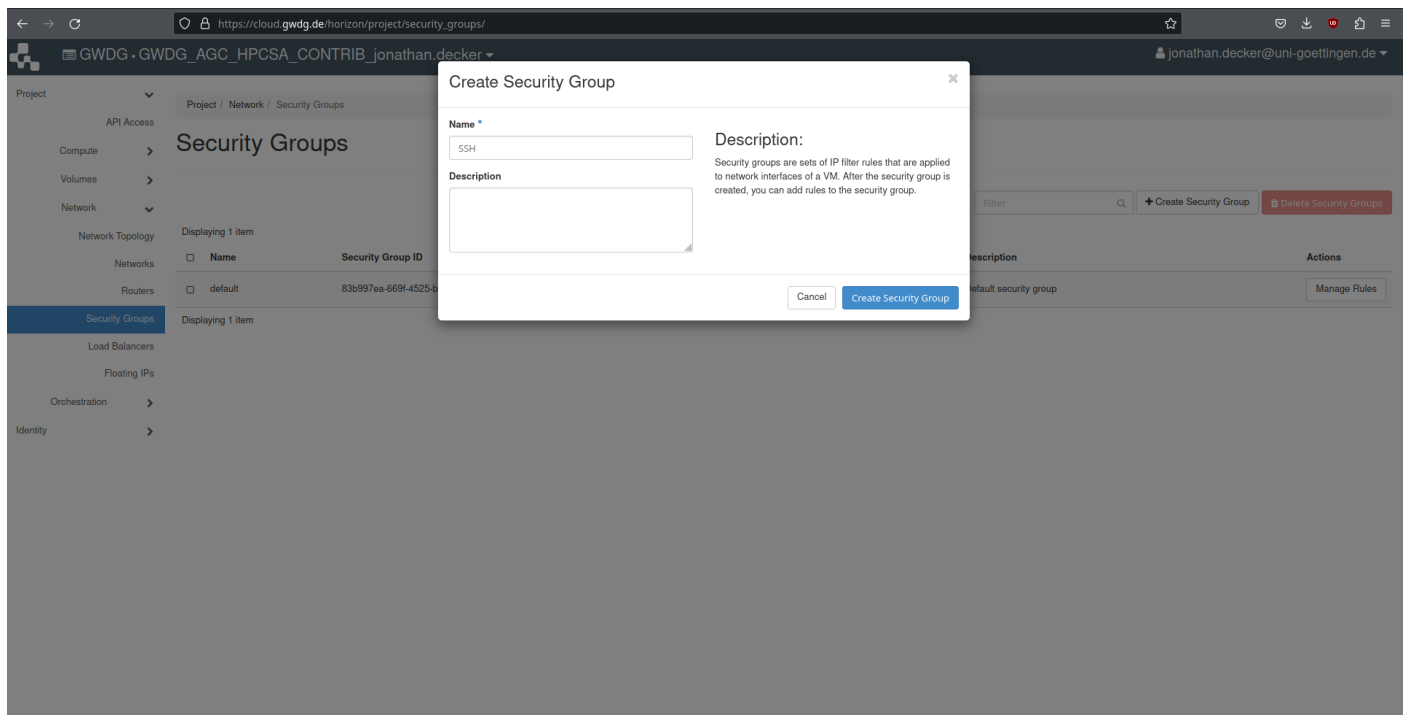 https://cloud.gwdg.de/horizon/project/security_groups/
GWDG • GWDG_AGC_HPCSA_CONTRIB_jonathan.decker
jonathan.decker@uni-goettingen.de
Project
API Access
Compute
Volumes
Network
Network Topology
Networks
Routers
Security Groups
Load Balancers
Floating IPs
Orchestration
Identity
Project / Network / Security Groups
Security Groups
Filter
+ Create Security Group
Delete Security Groups
Displaying 1 item
Name Security Group ID Description Actions
default 83b997ea-669f-4525-b Default security group Manage Rules
Displaying 1 item
Create Security Group
×
Name *
SSH
Description
Description:
Security groups are sets of IP filter rules that are applied
to network interfaces of a VM. After the security group is
created, you can add rules to the security group.
Cancel
Create Security Group